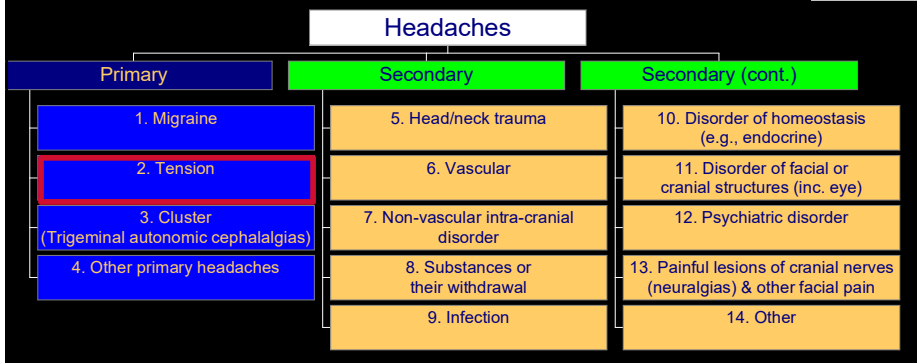 Headaches
Primary
1. Migraine
2. Tension
3. Cluster
(Trigeminal autonomic cephalalgias)
4. Other primary headaches
Secondary
5. Head/neck trauma
6. Vascular
7. Non-vascular intra-cranial
disorder
8. Substances or
their withdrawal
9. Infection
Secondary (cont.)
10. Disorder of homeostasis
(e.g., endocrine)
11. Disorder of facial or
cranial structures (inc. eye)
12. Psychiatric disorder
13. Painful lesions of cranial nerves
(neuralgias) & other facial pain
14. Other